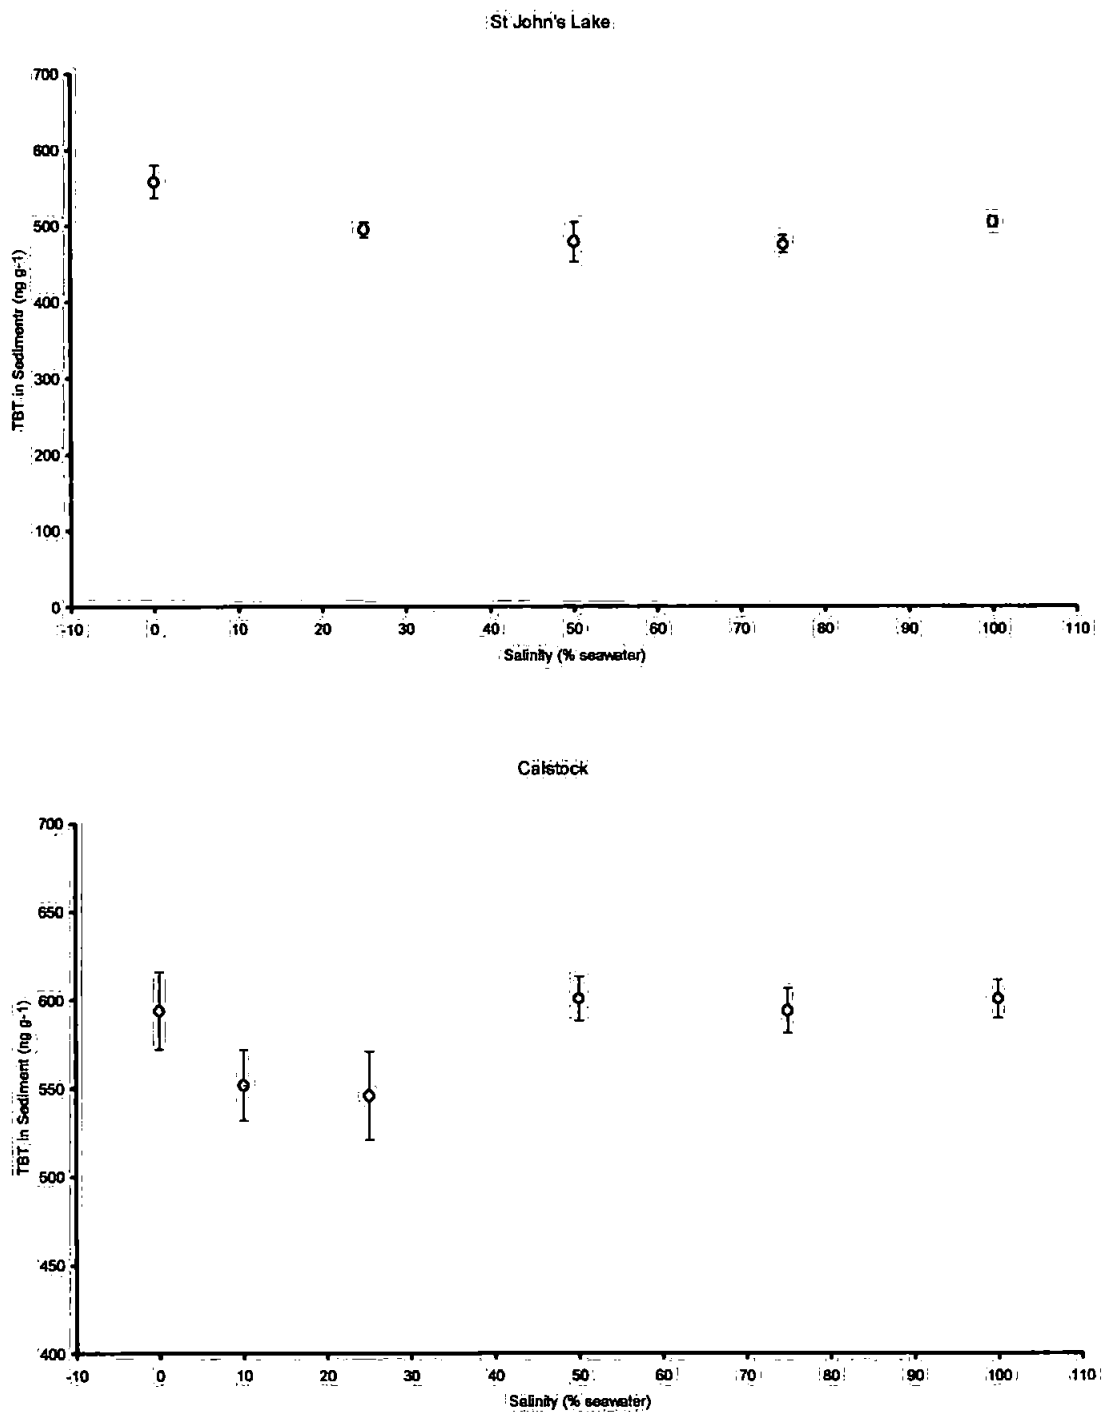 St John's Lake
700
600
500
400
300
200
100
0
TBT in Sedimentr (ng g-1)
-10 0 10 20 30 40 50 60 70 80 90 100 110
Salinity (% seawater)
Calstock
700
650
600
550
500
450
400
TBT in Sediment (ng g-1)
-10 0 10 20 30 40 50 60 70 80 90 100 110
Salinity (% seawater)